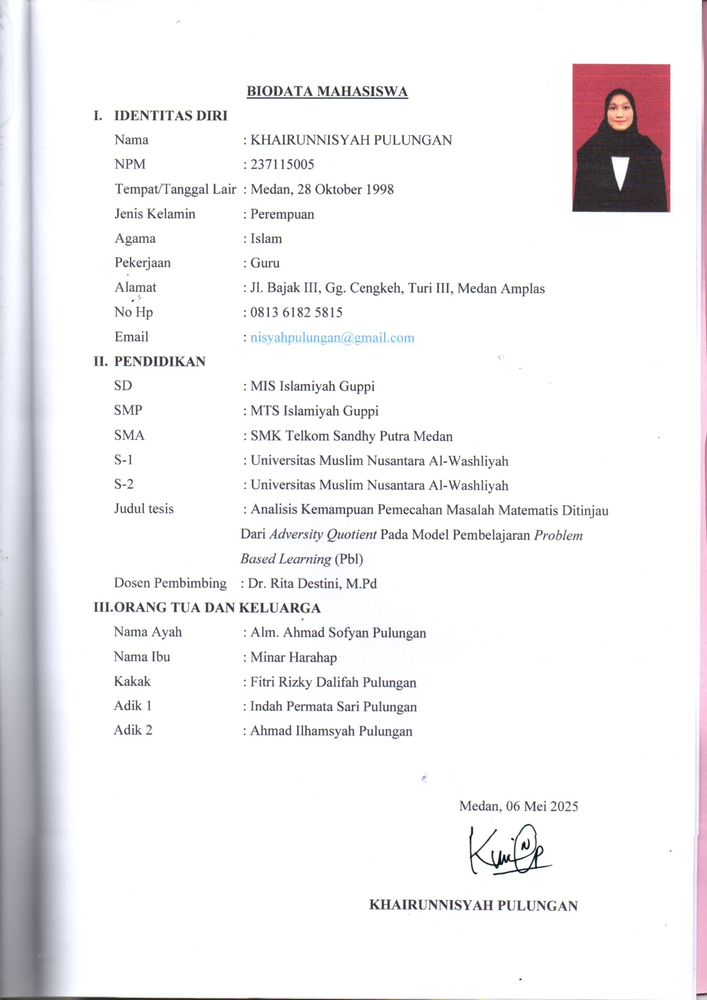 BIODATA MAHASISWA
I. IDENTITAS DIRI
Nama : KHAIRUNNISYAH PULUNGAN
NPM : 237115005
Tempat/Tanggal Lair : Medan, 28 Oktober 1998
Jenis Kelamin : Perempuan
Agama : Islam
Pekerjaan : Guru
Alamat : Jl. Bajak III, Gg. Cengkeh, Turi III, Medan Amplas
No Hp : 0813 6182 5815
Email : nisyahpulungan@gmail.com
II. PENDIDIKAN
SD : MIS Islamiyah Guppi
SMP : MTS Islamiyah Guppi
SMA : SMK Telkom Sandhy Putra Medan
S-1 : Universitas Muslim Nusantara Al-Washliyah
S-2 : Universitas Muslim Nusantara Al-Washliyah
Judul tesis : Analisis Kemampuan Pemecahan Masalah Matematis Ditinjau
Dari Adversity Quotient Pada Model Pembelajaran Problem
Based Learning (Pbl)
Dosen Pembimbing : Dr. Rita Destini, M.Pd
III.ORANG TUA DAN KELUARGA
Nama Ayah : Alm. Ahmad Sofyan Pulungan
Nama Ibu : Minar Harahap
Kakak : Fitri Rizky Dalifah Pulungan
Adik 1 : Indah Permata Sari Pulungan
Adik 2 : Ahmad Ilhamsyah Pulungan
Medan, 06 Mei 2025
KHAIRUNNISYAH PULUNGAN